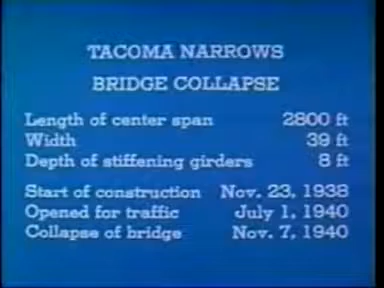 TACOMA NARROWS
BRIDGE COLLAPSE
Length of center span 2800 ft
Width 39 ft
Depth of stiffening girders 8 ft
Start of construction Nov. 23, 1938
Opened for traffic July 1, 1940
Collapse of bridge Nov. 7, 1940